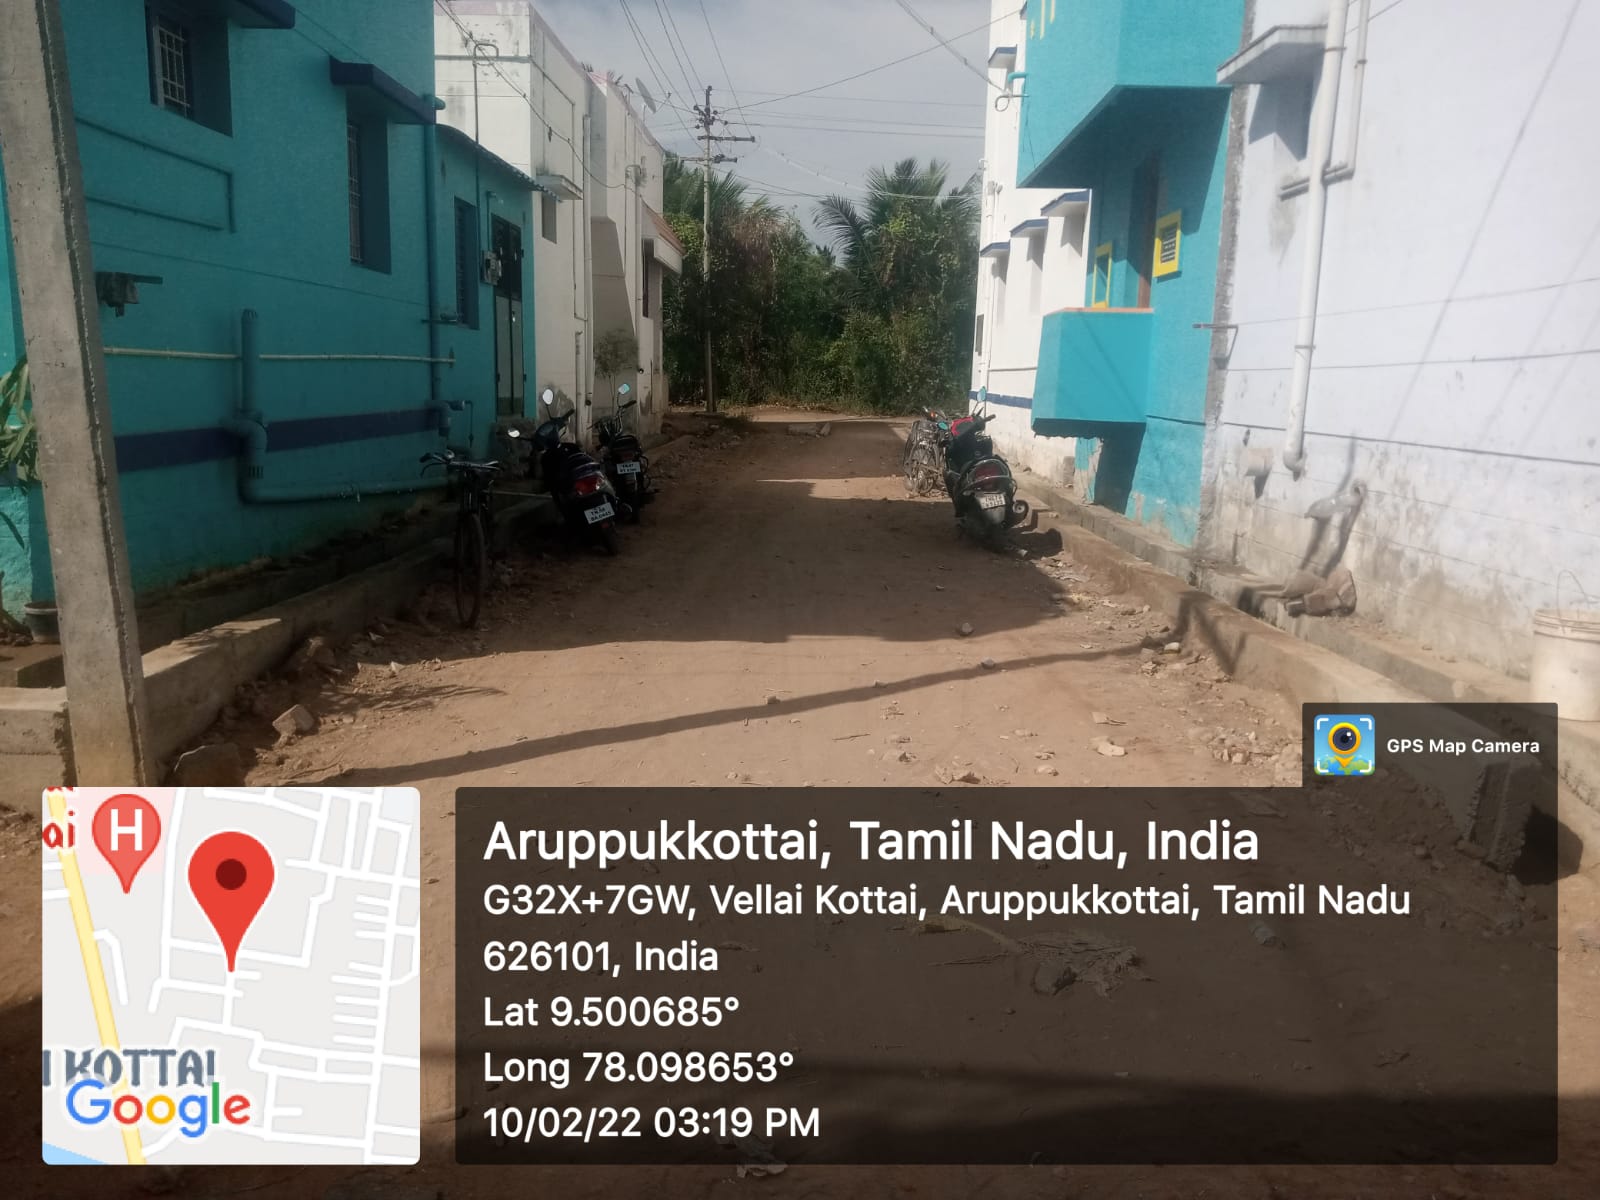 GPS Map Camera
Aruppukkottai, Tamil Nadu, India
G32X+7GW, Vellai Kottai, Aruppukkottai, Tamil Nadu
626101, India
Lat 9.500685°
Long 78.098653°
10/02/22 03:19 PM
ai
H
KOTTAI
Google